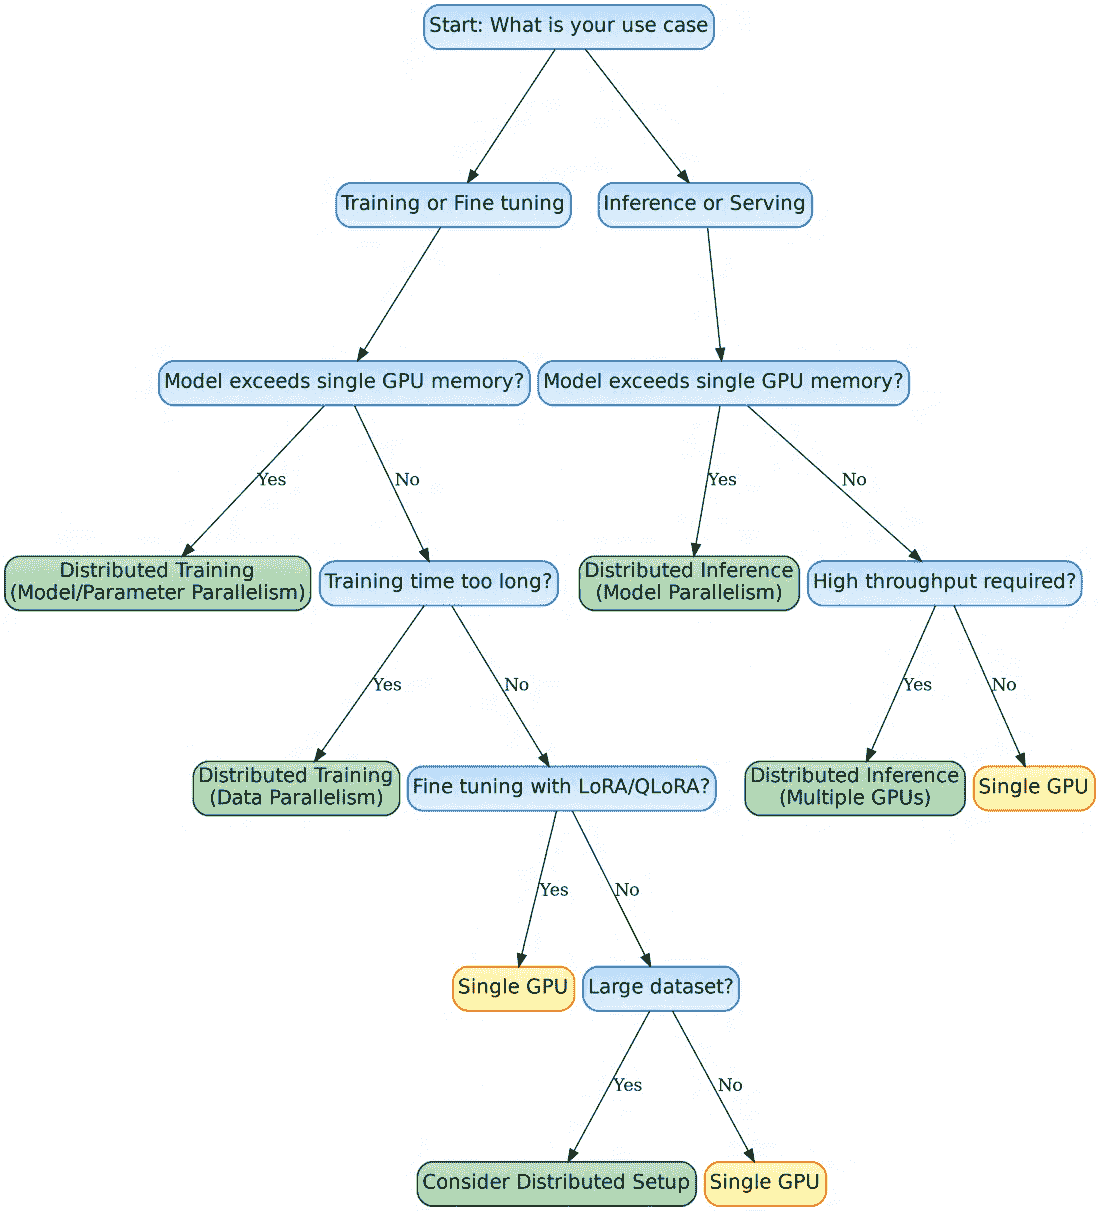 Start: What is your use case
Training or Fine tuning
Inference or Serving
Model exceeds single GPU memory?
Model exceeds single GPU memory?
Yes
No
Yes
No
Distributed Training
(Model/Parameter Parallelism)
Training time too long?
Distributed Inference
(Model Parallelism)
High throughput required?
Yes
No
Yes
No
Distributed Training
(Data Parallelism)
Fine tuning with LoRA/QLoRA?
Distributed Inference
(Multiple GPUs)
Single GPU
Yes
No
Single GPU
Large dataset?
Yes
No
Consider Distributed Setup
Single GPU